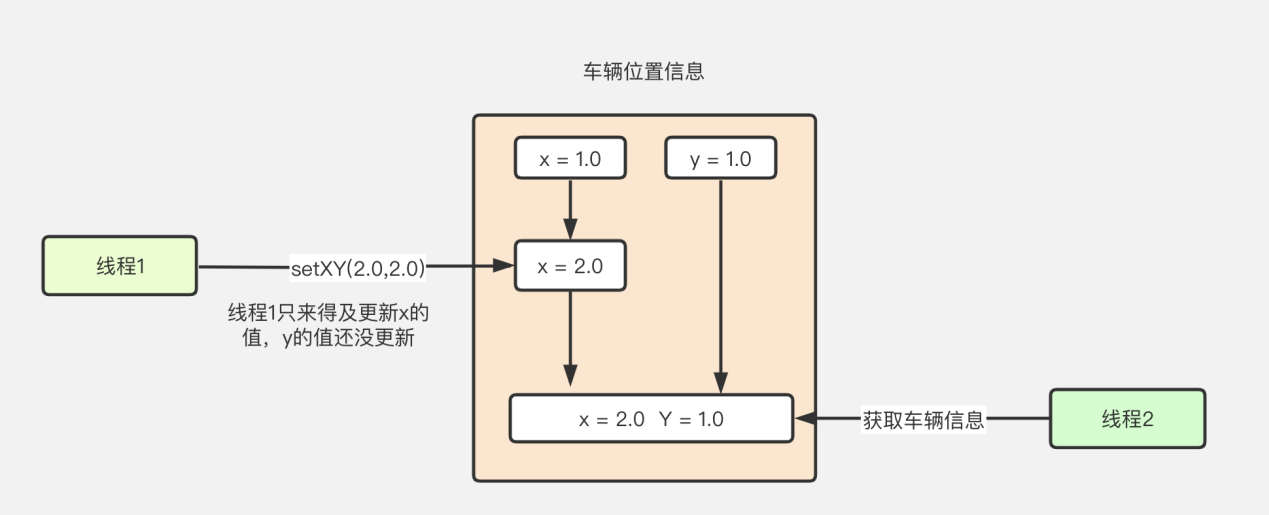 车辆位置信息
x = 1.0
y = 1.0
线程1
setXY(2.0,2.0)
x = 2.0
线程1只来得及更新x的
值，y的值还没更新
x = 2.0 Y = 1.0
获取车辆信息
线程2